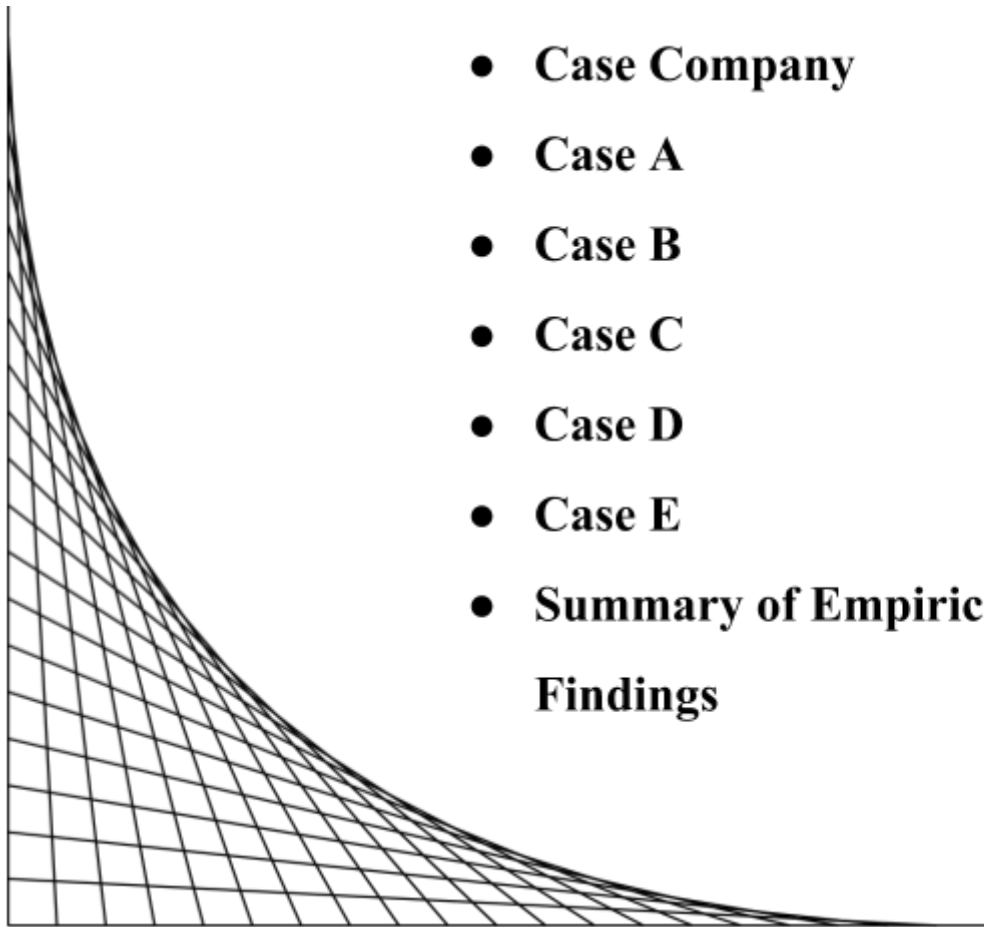 ● Case Company
● Case A
● Case B
● Case C
● Case D
● Case E
● Summary of Empiric
Findings